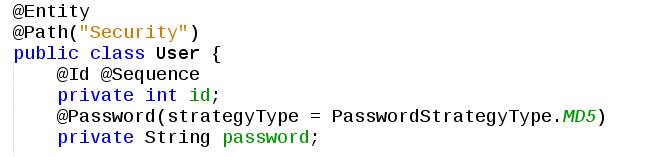 @Entity
@Path("Security")
public class User {
    @Id @Sequence
    private int id;
    @Password(strategyType = PasswordStrategyType.MD5)
    private String password;